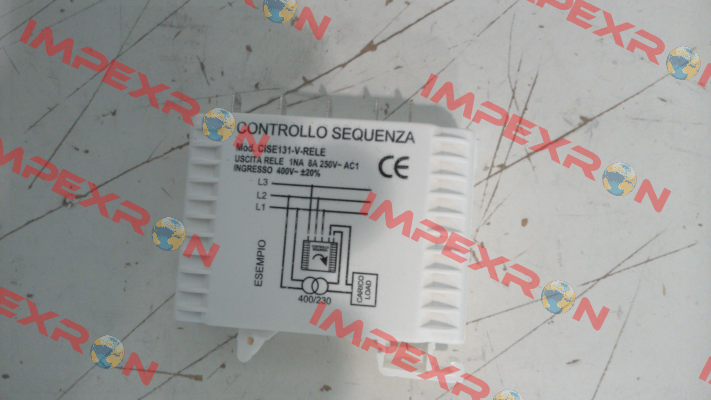 CONTROLLO SEQUENZA
Mod. CISE131-V-RELE
USCITA RELE 1NA 8A 250V~ AC1
INGRESSO 400V~ ±20%
CE
L3
L2
L1
ESEMPIO
400/230
CARICO
LOAD
IMPEXRON
IMPEXRON
IMPEXRON
IMPEXRON
IMPEXRON
IMPEXRON
IMPEXRON